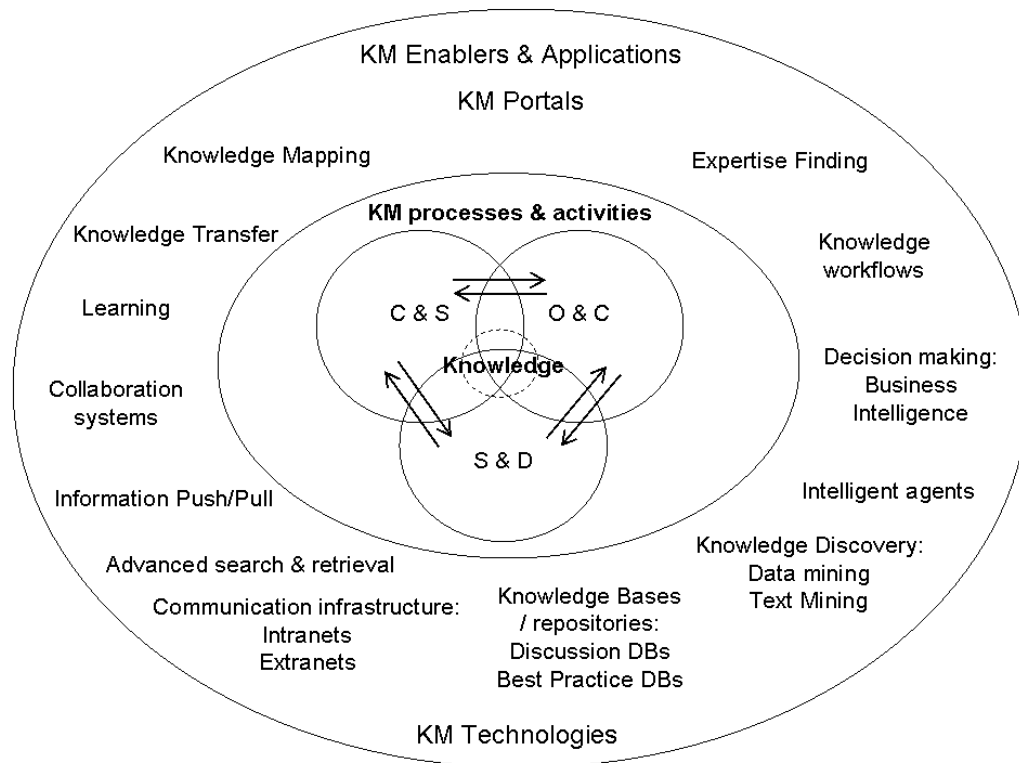 KM Enablers & Applications
KM Portals
Knowledge Mapping
Expertise Finding
KM processes & activities
Knowledge Transfer
Knowledge
workflows
Learning
C & S
O & C
Knowledge
Decision making:
Business
Intelligence
Collaboration
systems
S & D
Information Push/Pull
Intelligent agents
Advanced search & retrieval
Knowledge Discovery:
Data mining
Text Mining
Communication infrastructure:
Intranets
Extranets
Knowledge Bases
/ repositories:
Discussion DBs
Best Practice DBs
KM Technologies